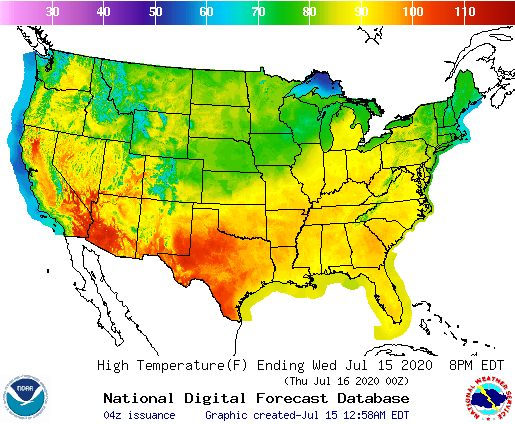 30 40 50 60 70 80 90 100 110
High Temperature(F) Ending Wed Jul 15 2020 8PM EDT
(Thu Jul 16 2020 00Z)
National Digital Forecast Database
04z issuance Graphic created-Jul 15 12:58AM EDT
NOAA
NATIONAL WEATHER SERVICE